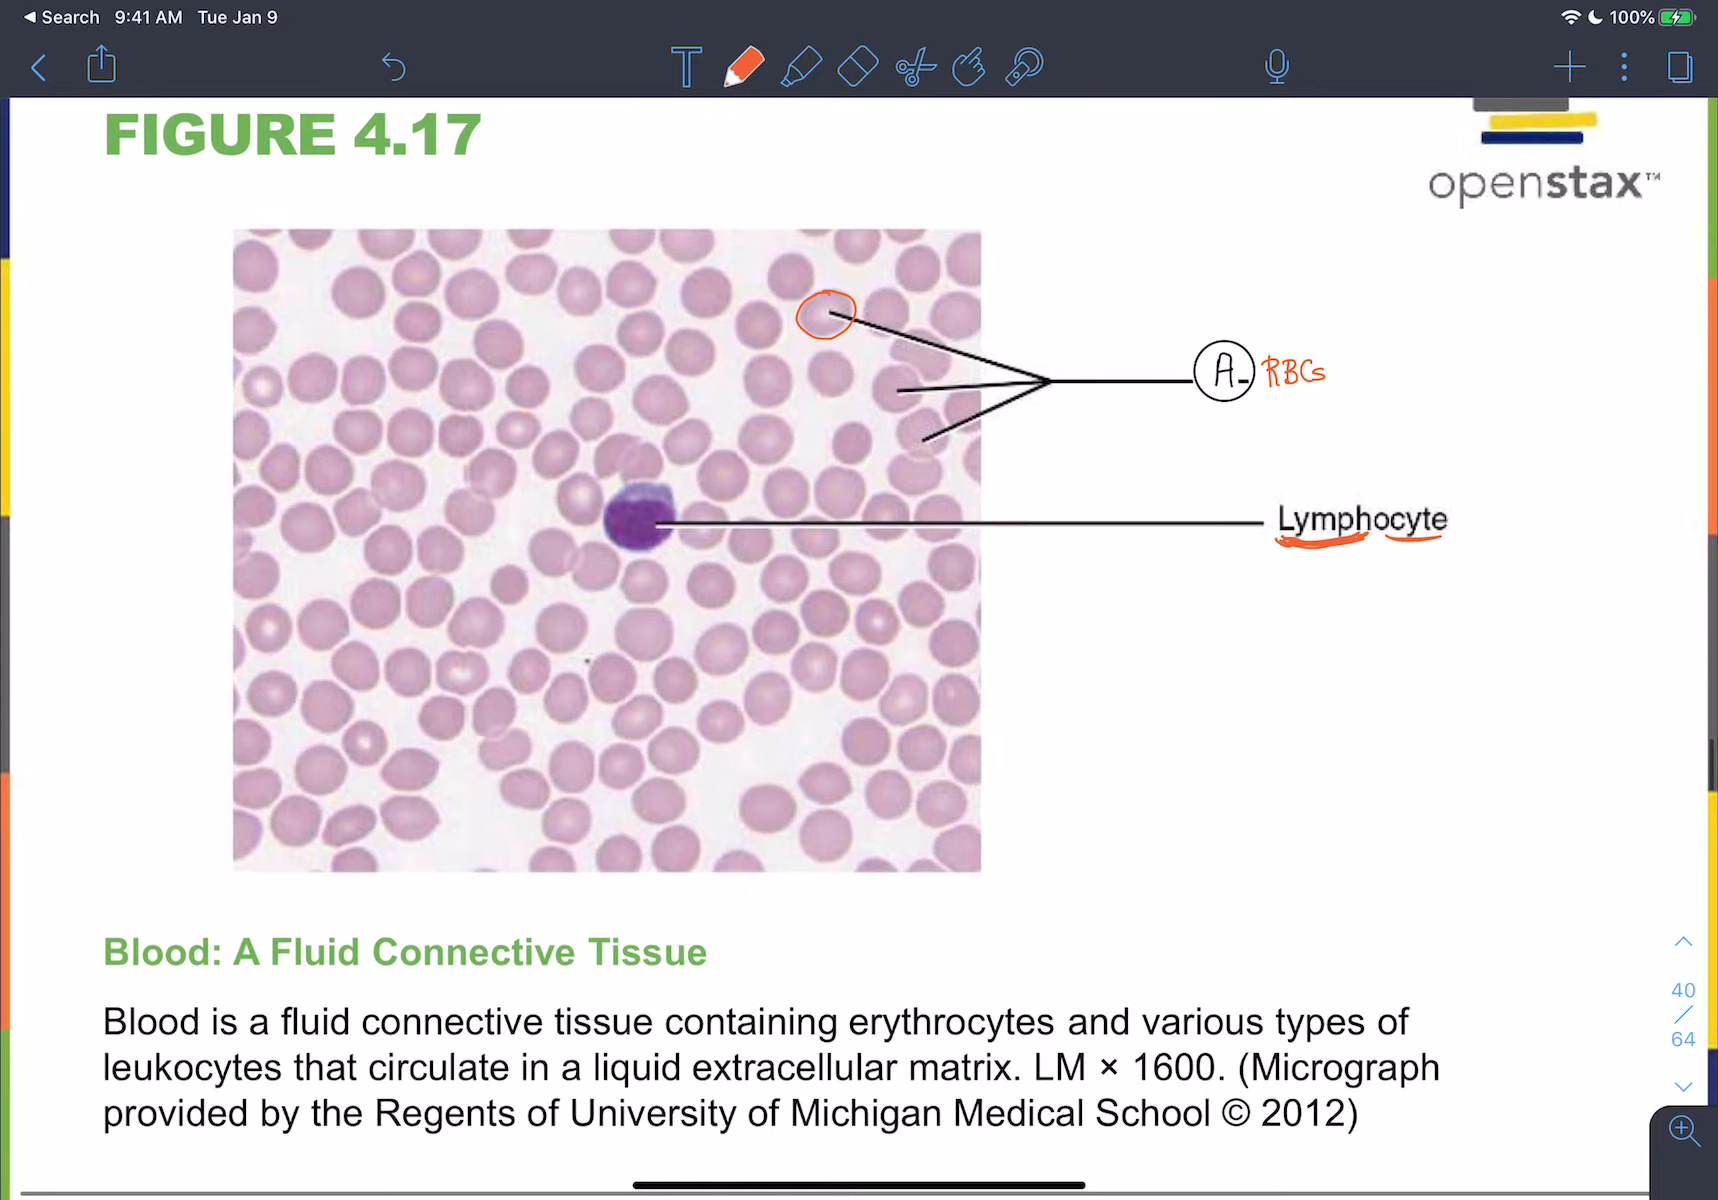 Search 9:41 AM Tue Jan 9 100%
T
FIGURE 4.17
openstax™
A RBCs
Lymphocyte
Blood: A Fluid Connective Tissue
Blood is a fluid connective tissue containing erythrocytes and various types of
leukocytes that circulate in a liquid extracellular matrix. LM × 1600. (Micrograph
provided by the Regents of University of Michigan Medical School © 2012)
40
/
64